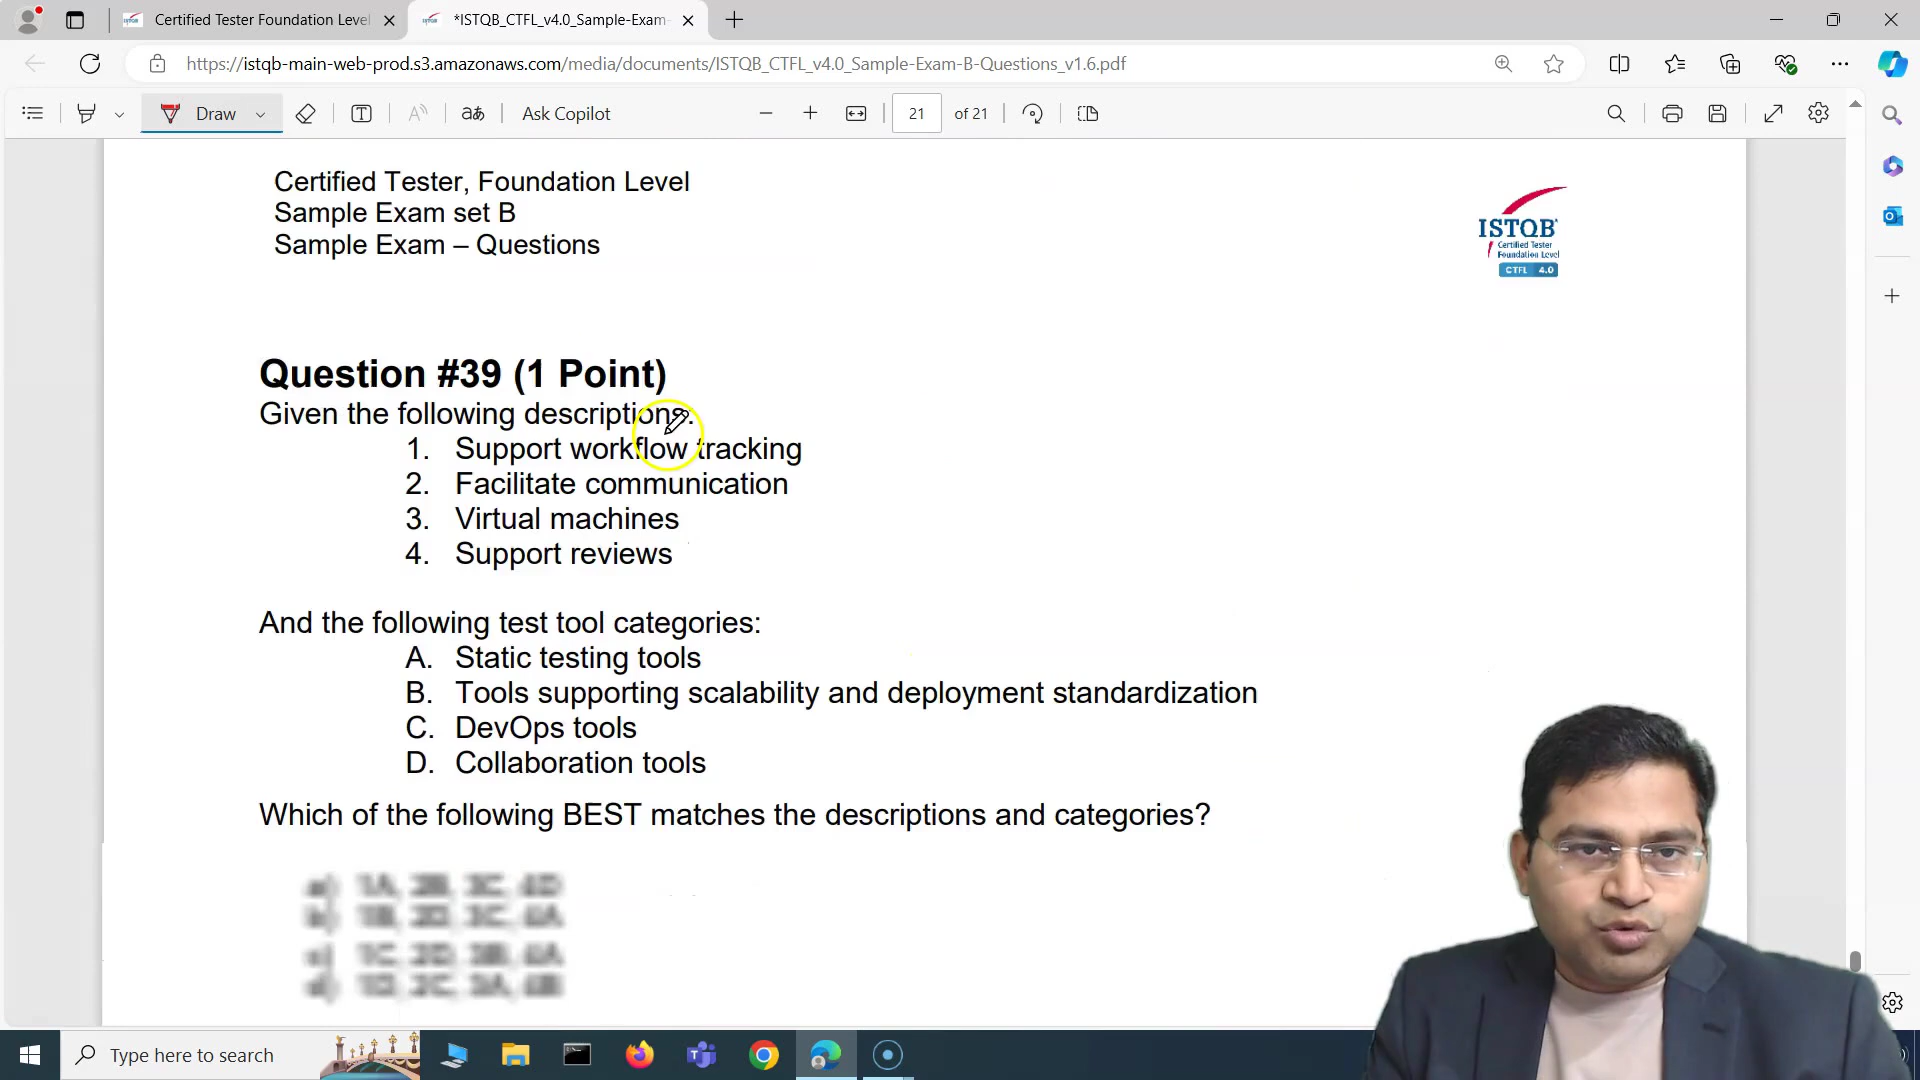 Certified Tester Foundation Level
*ISTQB_CTFL_v4.0_Sample-Exam-
https://istqb-main-web-prod.s3.amazonaws.com/media/documents/ISTQB_CTFL_v4.0_Sample-Exam-B-Questions_v1.6.pdf
Draw
Ask Copilot
21 of 21
Certified Tester, Foundation Level
Sample Exam set B
Sample Exam – Questions
ISTQB®
Certified Tester
Foundation Level
CTFL 4.0
Question #39 (1 Point)
Given the following descriptions:
1. Support workflow tracking
2. Facilitate communication
3. Virtual machines
4. Support reviews
And the following test tool categories:
A. Static testing tools
B. Tools supporting scalability and deployment standardization
C. DevOps tools
D. Collaboration tools
Which of the following BEST matches the descriptions and categories?
Type here to search